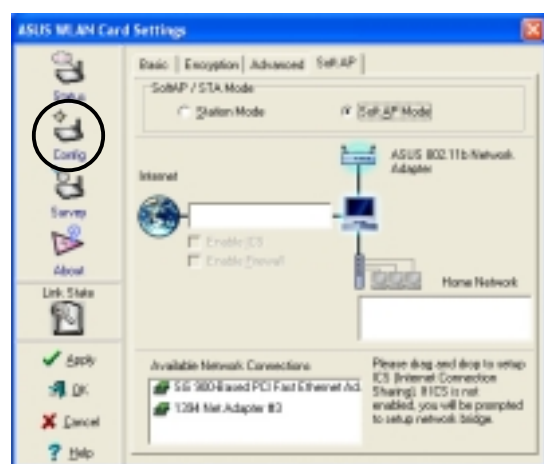 ASUS WLAN Card Settings
Status
Config
Survey
About
Link State
Apply
OK
Cancel
Help
Basic Encryption Advanced Soft AP
SoftAP / STA Mode
Station Mode
Soft AP Mode
ASUS 802.11b Network Adapter
Internet
Enable ICS
Enable Firewall
Home Network
Available Network Connections
SiS 900-Based PCI Fast Ethernet Ad
1394 Net Adapter #3
Please drag and drop to setup
ICS (Internet Connection
Sharing). If ICS is not
enabled, you will be prompted
to setup network bridge.